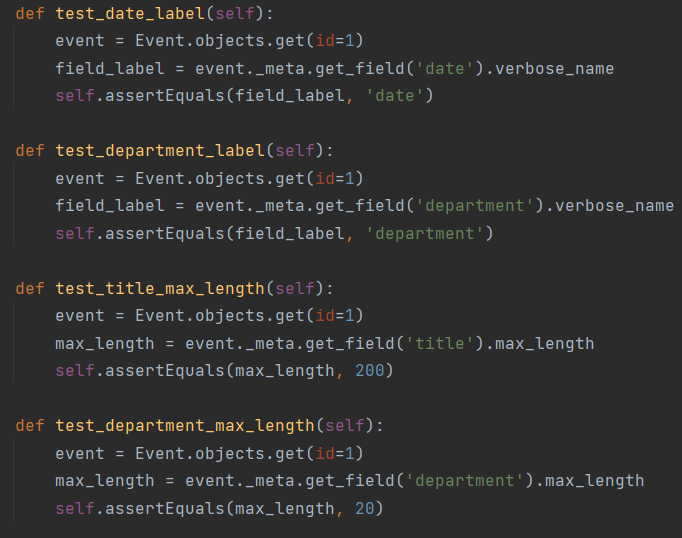 def test_date_label(self):
    event = Event.objects.get(id=1)
    field_label = event._meta.get_field('date').verbose_name
    self.assertEquals(field_label, 'date')
def test_department_label(self):
    event = Event.objects.get(id=1)
    field_label = event._meta.get_field('department').verbose_name
    self.assertEquals(field_label, 'department')
def test_title_max_length(self):
    event = Event.objects.get(id=1)
    max_length = event._meta.get_field('title').max_length
    self.assertEquals(max_length, 200)
def test_department_max_length(self):
    event = Event.objects.get(id=1)
    max_length = event._meta.get_field('department').max_length
    self.assertEquals(max_length, 20)